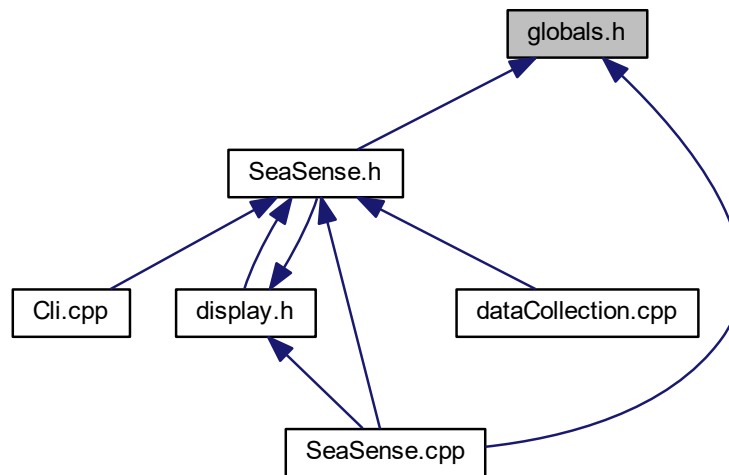 globals.h
SeaSense.h
Cli.cpp
display.h
dataCollection.cpp
SeaSense.cpp